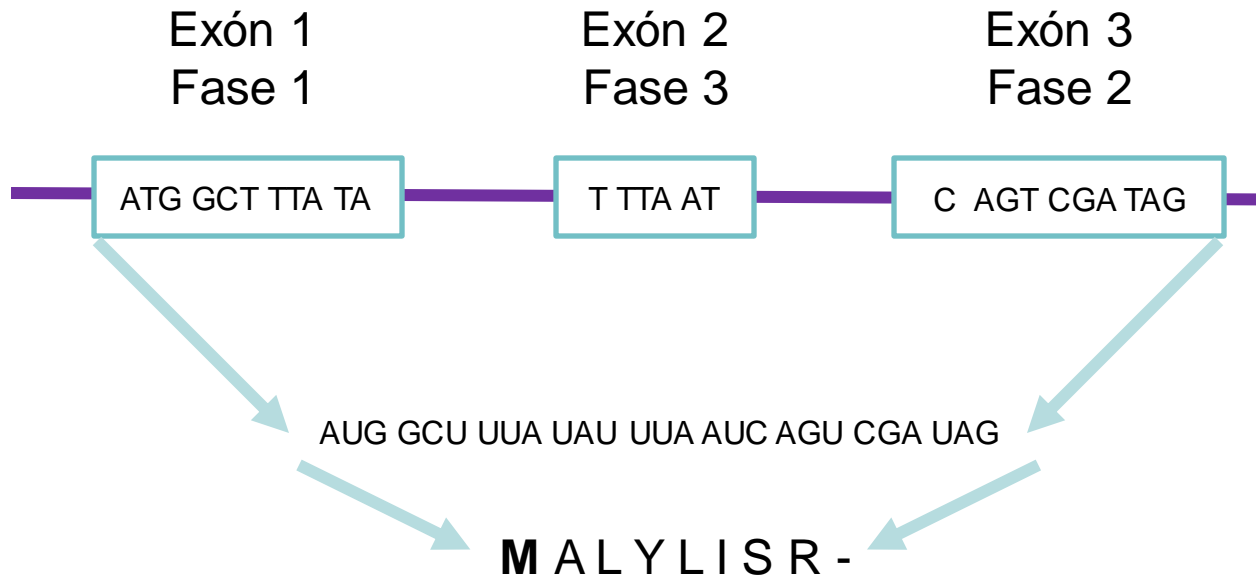 Exón 1
Fase 1
Exón 2
Fase 3
Exón 3
Fase 2
ATG GCT TTA TA
T TTA AT
C AGT CGA TAG
AUG GCU UUA UAU UUA AUC AGU CGA UAG
M A L Y L I S R -